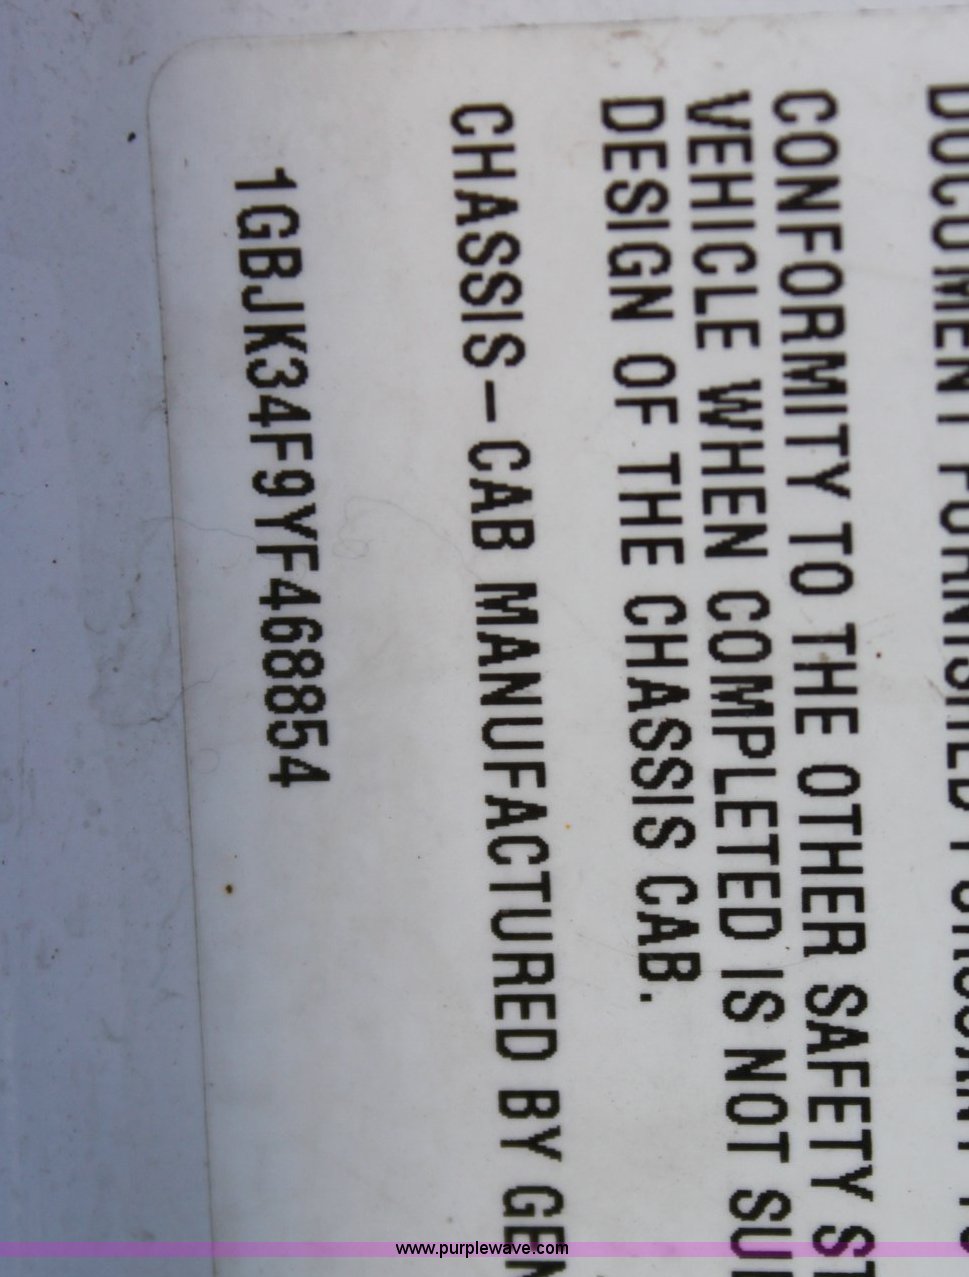 CONFORMITY TO THE OTHER SAFETY
VEHICLE WHEN COMPLETED IS NOT
DESIGN OF THE CHASSIS CAB.
CHASSIS-CAB MANUFACTURED BY GEN
1GBJK34F9YF468854
www.purplewave.com